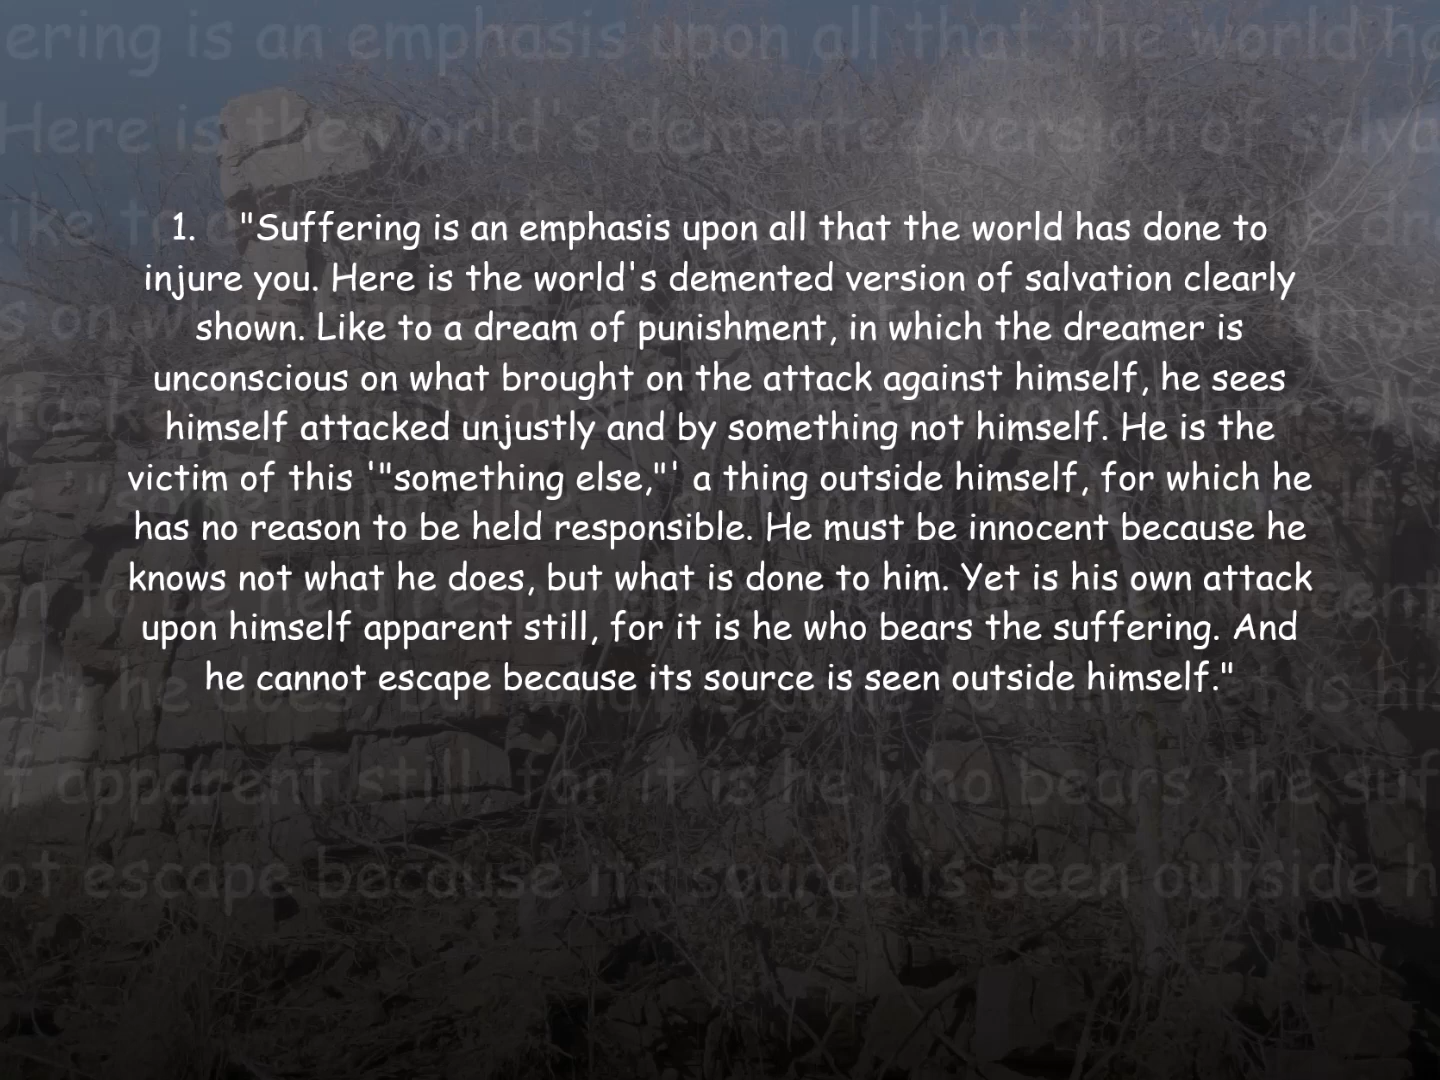 1. "Suffering is an emphasis upon all that the world has done to
injure you. Here is the world's demented version of salvation clearly
shown. Like to a dream of punishment, in which the dreamer is
unconscious on what brought on the attack against himself, he sees
himself attacked unjustly and by something not himself. He is the
victim of this '"something else,"' a thing outside himself, for which he
has no reason to be held responsible. He must be innocent because he
knows not what he does, but what is done to him. Yet is his own attack
upon himself apparent still, for it is he who bears the suffering. And
he cannot escape because its source is seen outside himself."